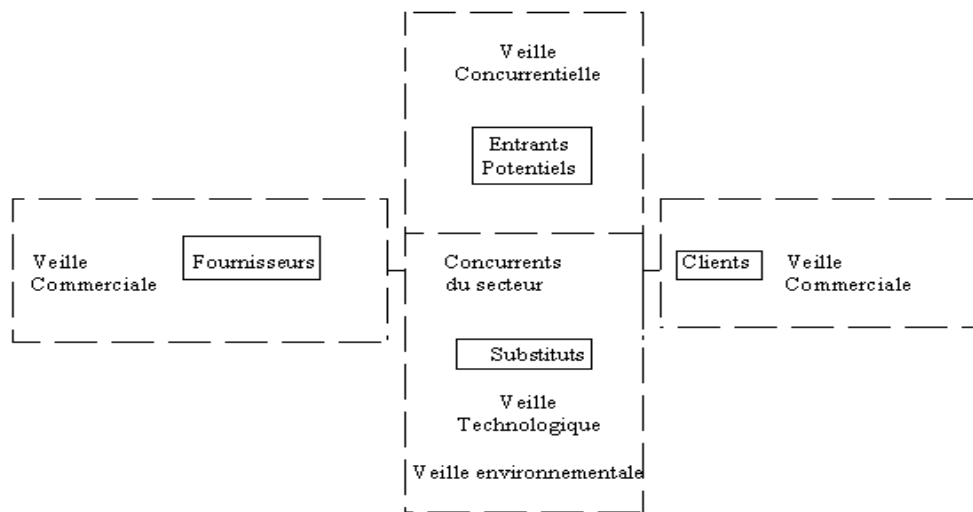 Veille
Concurrentielle
Entrants
Potentiels
Veille
Commerciale
Fournisseurs
Concurrents
du secteur
Clients
Veille
Commerciale
Substituts
Veille
Technologique
Veille environnementale